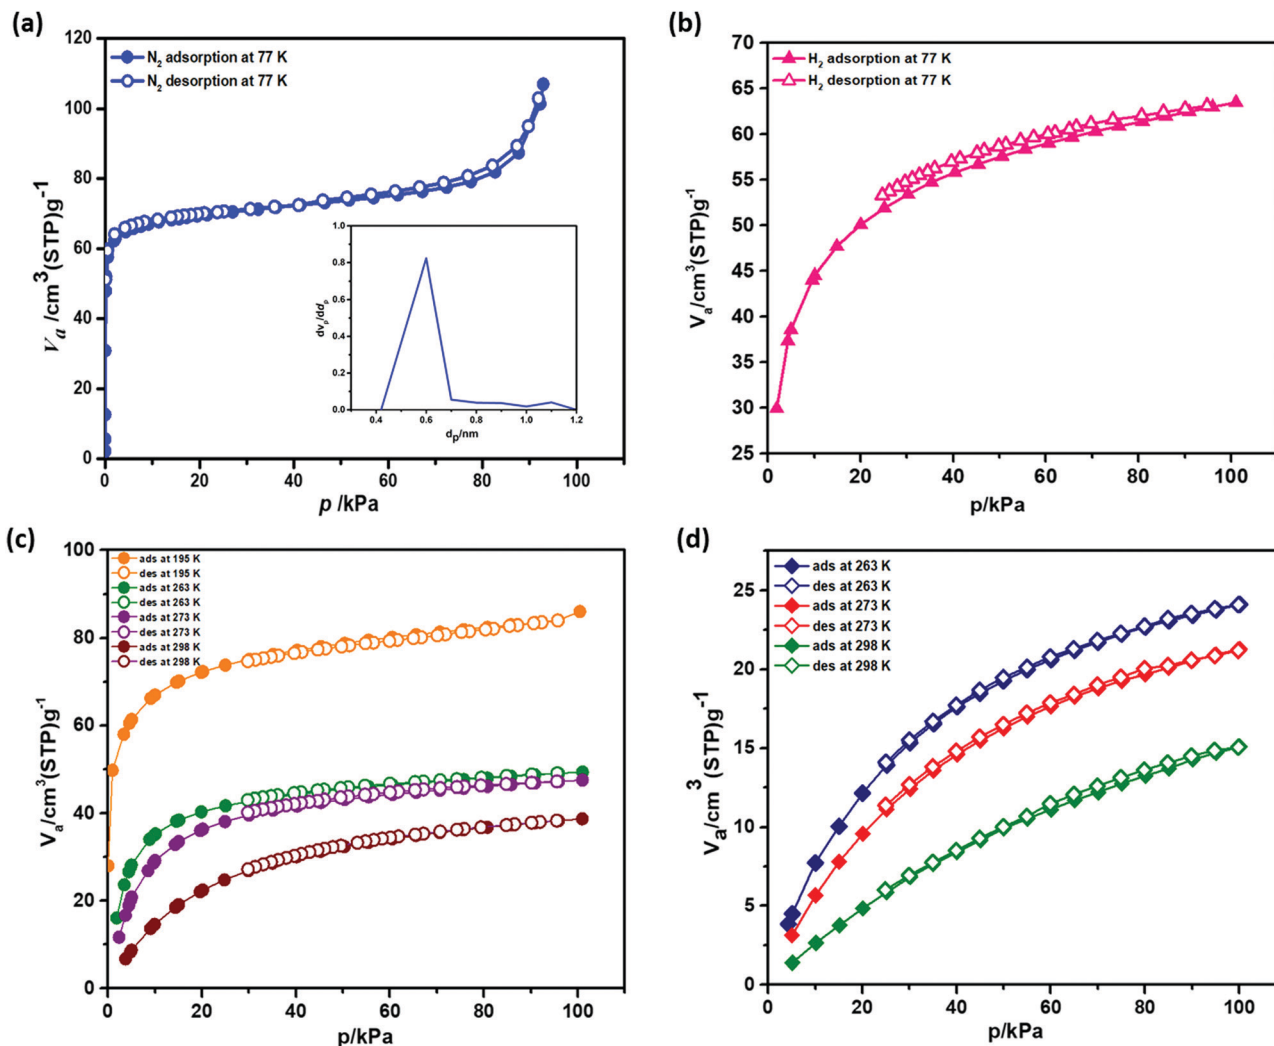 (a)
N₂ adsorption at 77 K
N₂ desorption at 77 K
Vₐ /cm³(STP)g⁻¹
120
100
80
60
40
20
0
0 20 40 60 80 100
p /kPa
dvₚ/ddₚ
1.0
0.8
0.6
0.4
0.2
0.0
0.4 0.6 0.8 1.0 1.2
dₚ/nm
(b)
H₂ adsorption at 77 K
H₂ desorption at 77 K
Vₐ/cm³(STP)g⁻¹
70
65
60
55
50
45
40
35
30
25
0 20 40 60 80 100
p/kPa
(c)
ads at 195 K
des at 195 K
ads at 263 K
des at 263 K
ads at 273 K
des at 273 K
ads at 298 K
des at 298 K
Vₐ/cm³(STP)g⁻¹
100
80
60
40
20
0
0 20 40 60 80 100
p/kPa
(d)
ads at 263 K
des at 263 K
ads at 273 K
des at 273 K
ads at 298 K
des at 298 K
Vₐ/cm³(STP)g⁻¹
25
20
15
10
5
0
0 20 40 60 80 100
p/kPa